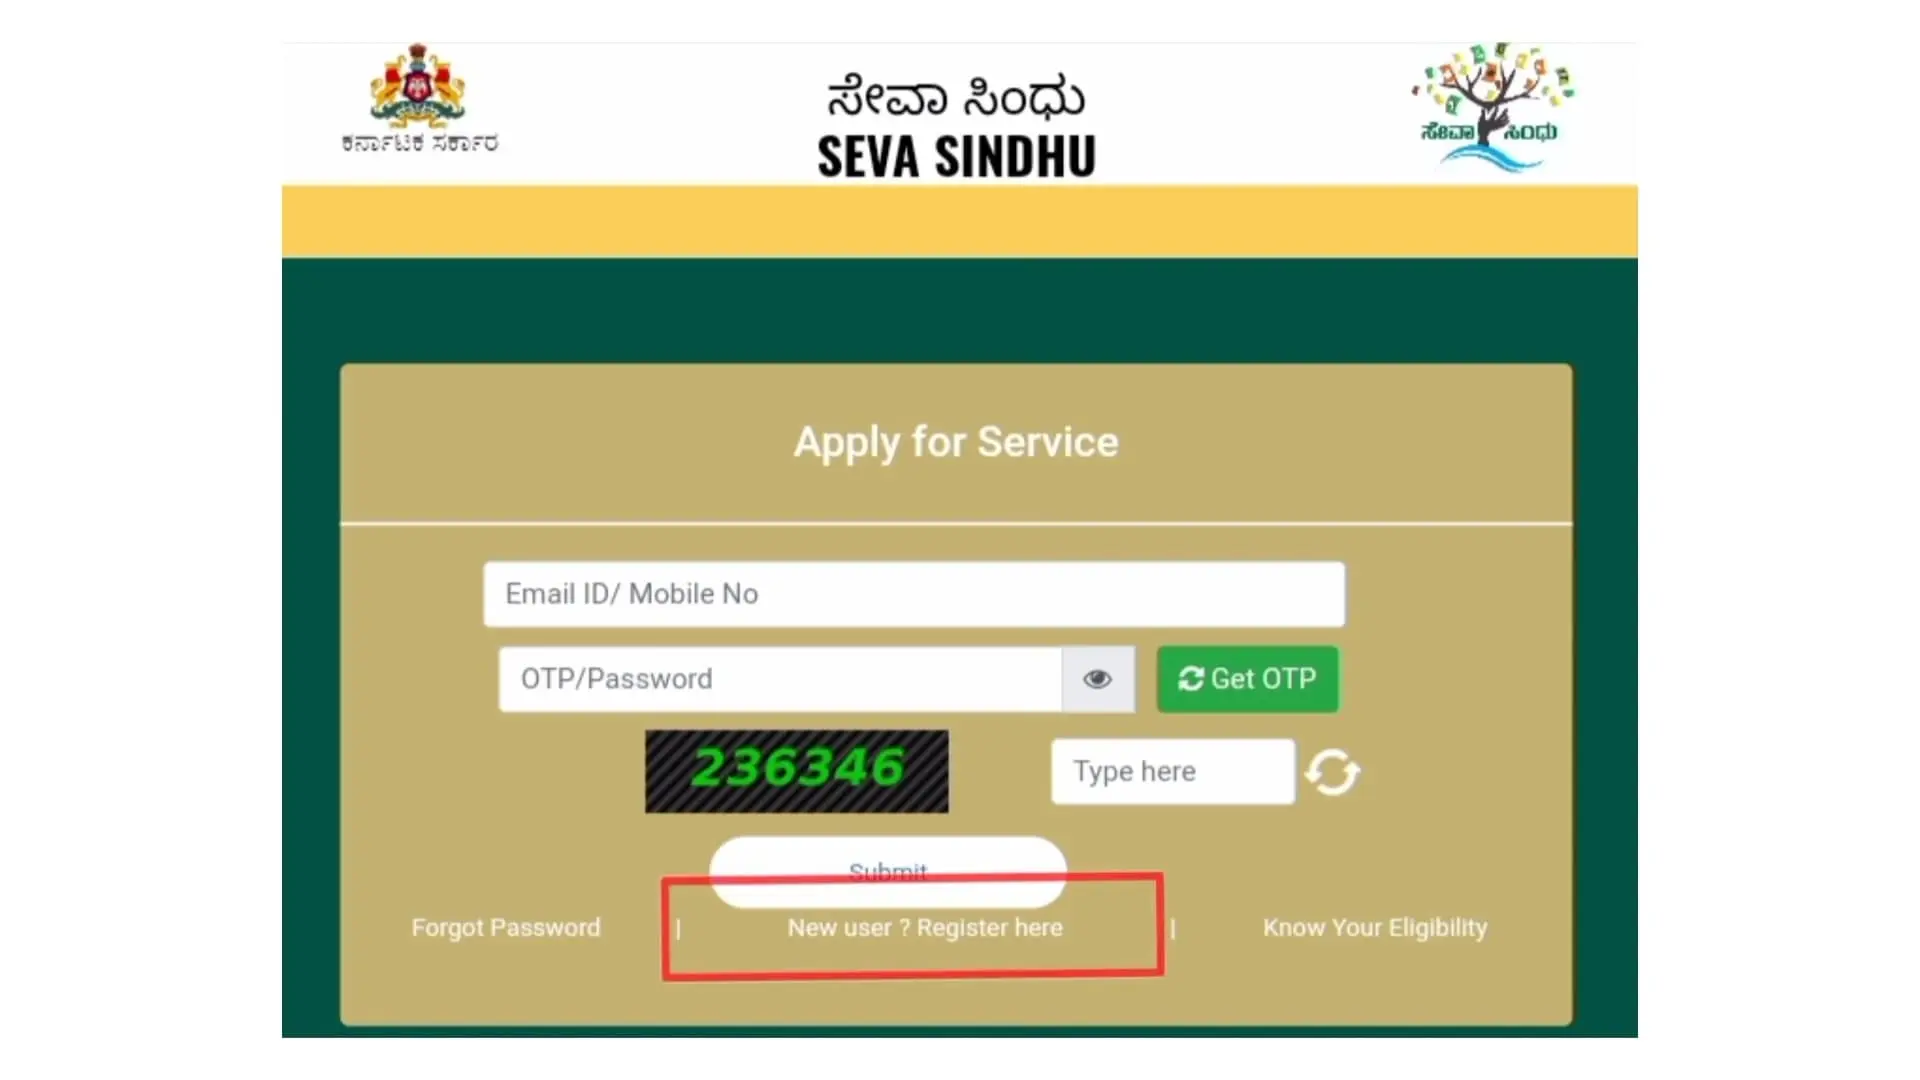 ಕರ್ನಾಟಕ ಸರ್ಕಾರ
ಸೇವಾ ಸಿಂಧು
SEVA SINDHU
ಸೇವಾ ಸಿಂಧು
Apply for Service
Email ID/ Mobile No
OTP/Password
Get OTP
236346
Type here
Submit
Forgot Password | New user ? Register here | Know Your Eligibility